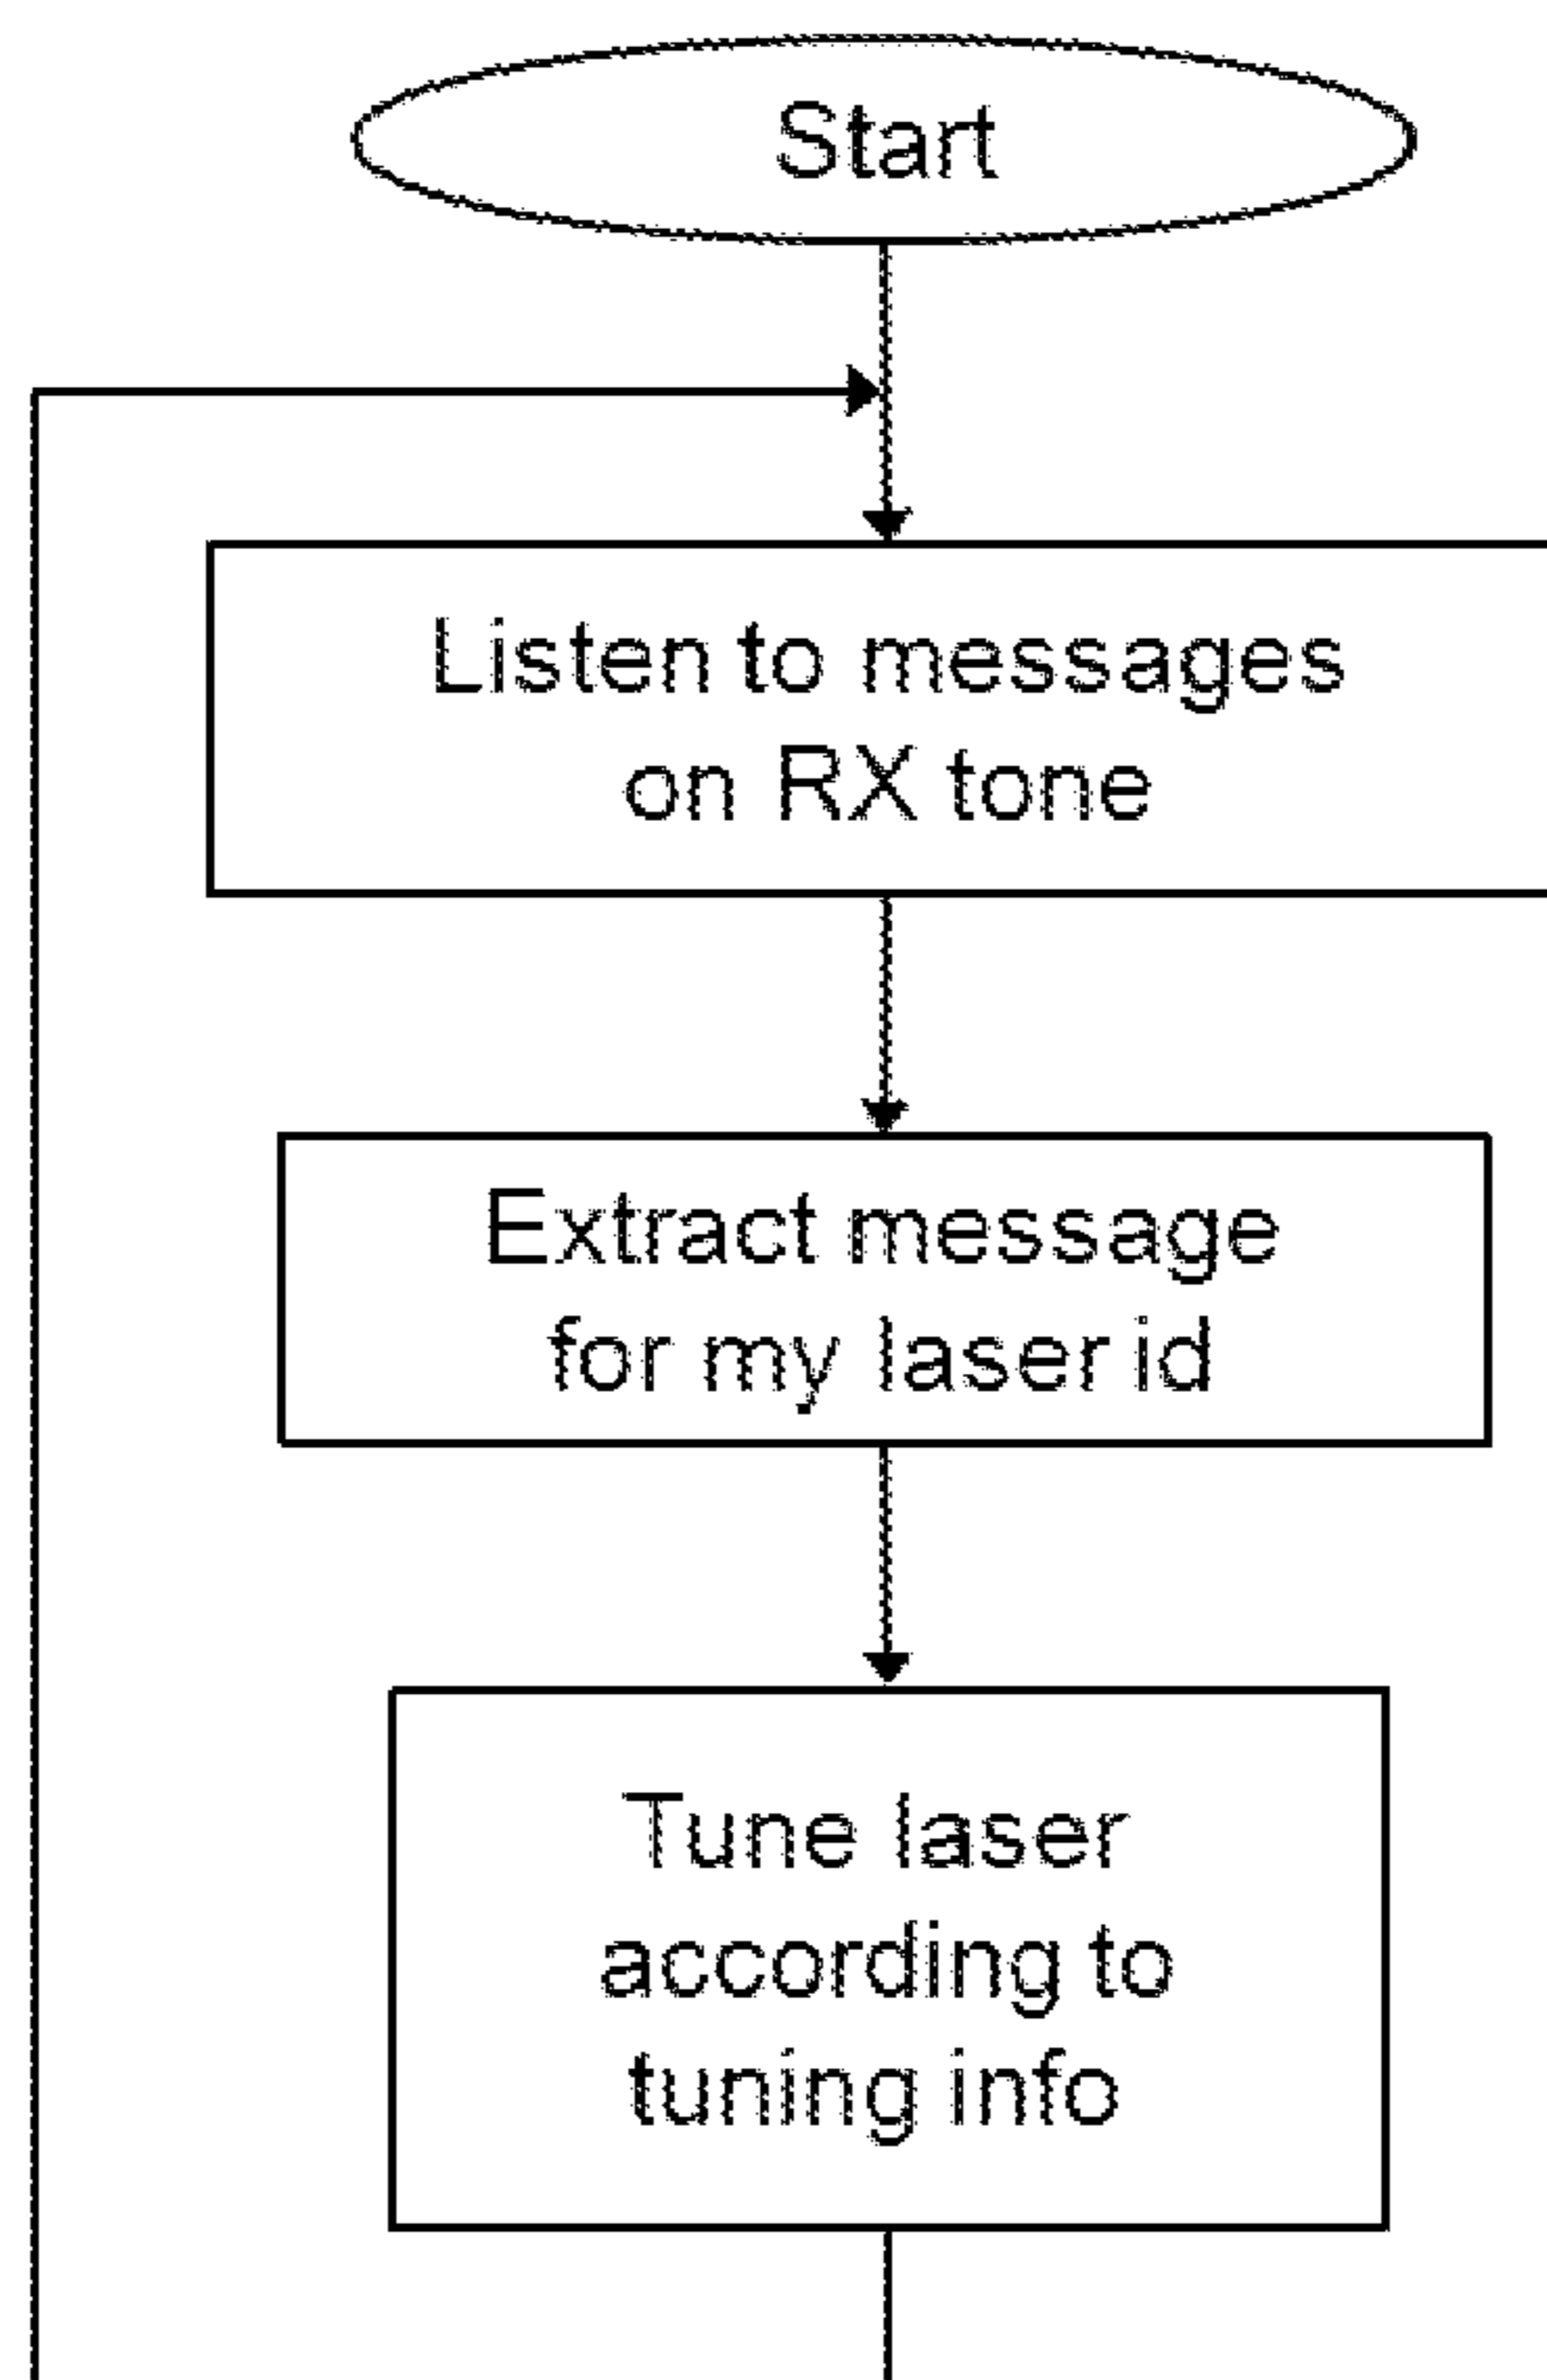 Start
Listen to messages
on RX tone
Extract message
for my laser id
Tune laser
according to
tuning info